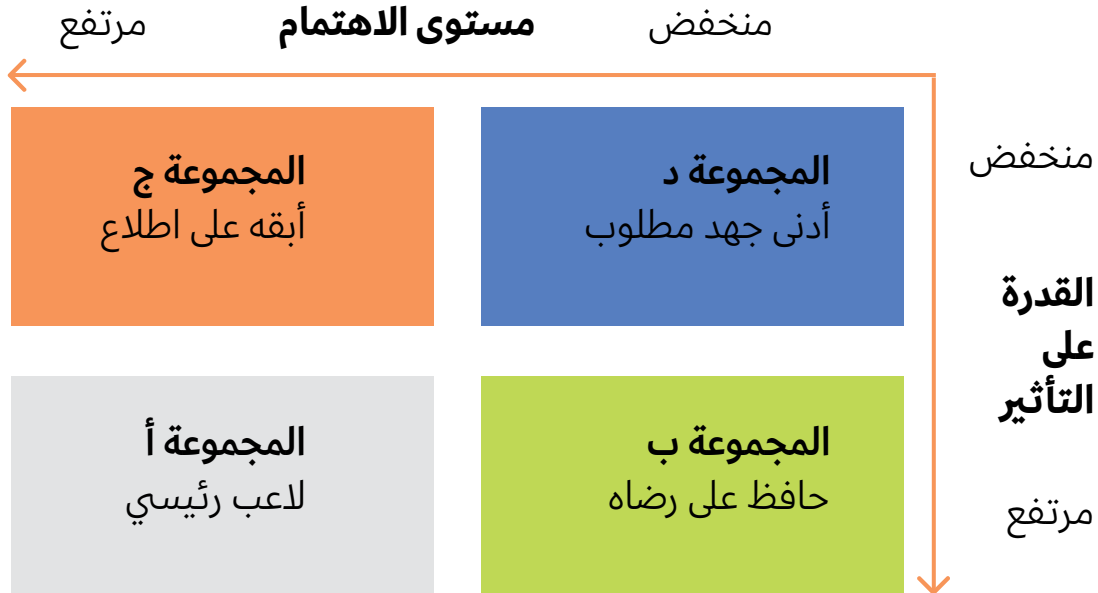 منخفض
مستوى الاهتمام
مرتفع
منخفض
القدرة
على
التأثير
مرتفع
المجموعة د
أدنى جهد مطلوب
المجموعة ج
أبقه على اطلاع
المجموعة ب
حافظ على رضاه
المجموعة أ
لاعب رئيسي